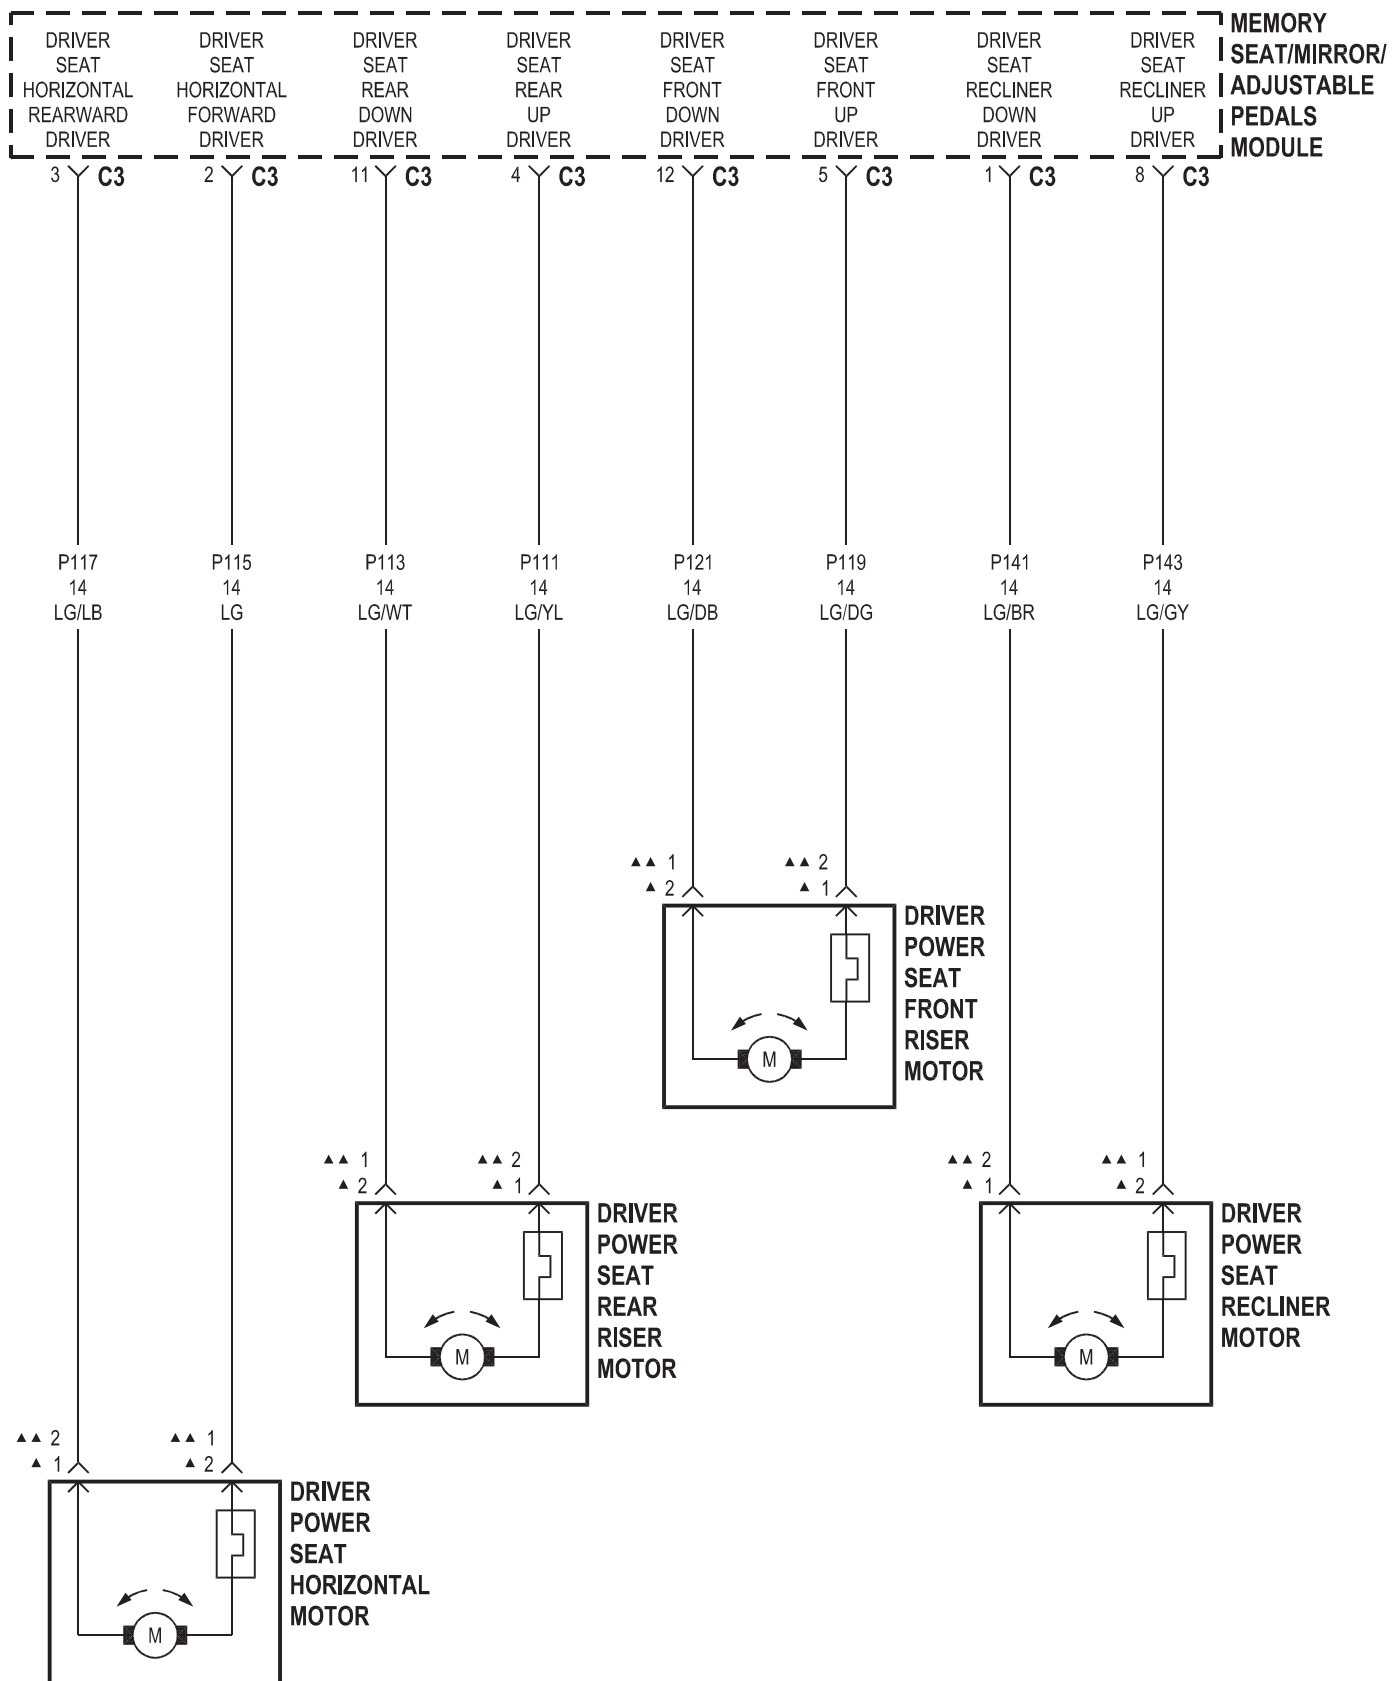 DRIVER
SEAT
HORIZONTAL
REARWARD
DRIVER
DRIVER
SEAT
HORIZONTAL
FORWARD
DRIVER
DRIVER
SEAT
REAR
DOWN
DRIVER
DRIVER
SEAT
REAR
UP
DRIVER
DRIVER
SEAT
FRONT
DOWN
DRIVER
DRIVER
SEAT
FRONT
UP
DRIVER
DRIVER
SEAT
RECLINER
DOWN
DRIVER
DRIVER
SEAT
RECLINER
UP
DRIVER
MEMORY
SEAT/MIRROR/
ADJUSTABLE
PEDALS
MODULE
3 C3
2 C3
11 C3
4 C3
12 C3
5 C3
1 C3
8 C3
P117
14
LG/LB
P115
14
LG
P113
14
LG/WT
P111
14
LG/YL
P121
14
LG/DB
P119
14
LG/DG
P141
14
LG/BR
P143
14
LG/GY
▲▲ 1
▲ 2
▲▲ 2
▲ 1
DRIVER
POWER
SEAT
FRONT
RISER
MOTOR
M
▲▲ 1
▲ 2
▲▲ 2
▲ 1
DRIVER
POWER
SEAT
REAR
RISER
MOTOR
M
▲▲ 2
▲ 1
▲▲ 1
▲ 2
DRIVER
POWER
SEAT
RECLINER
MOTOR
M
▲▲ 2
▲ 1
▲▲ 1
▲ 2
DRIVER
POWER
SEAT
HORIZONTAL
MOTOR
M